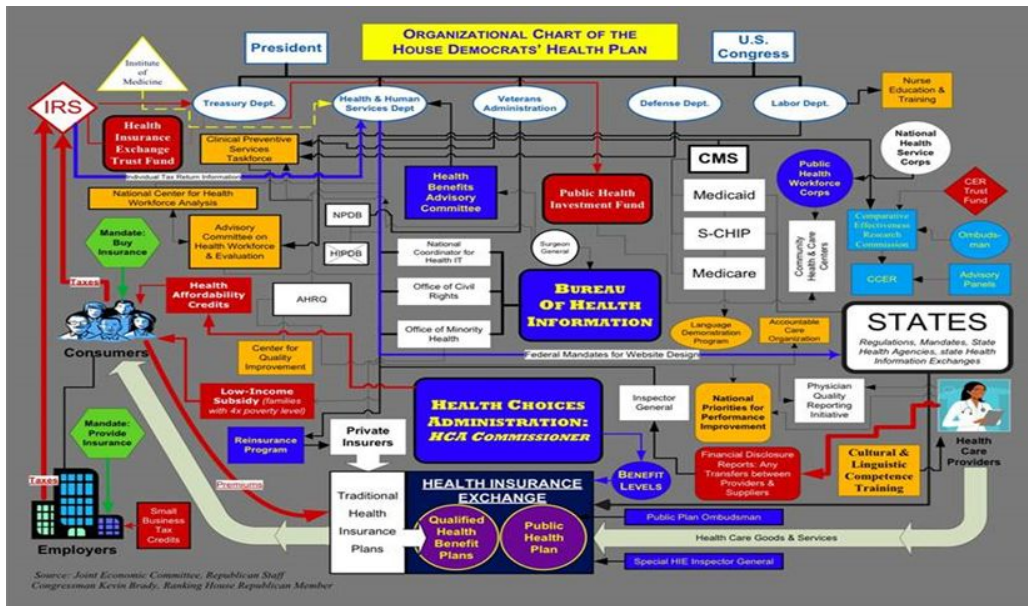 ORGANIZATIONAL CHART OF THE
HOUSE DEMOCRATS' HEALTH PLAN
President
U.S.
Congress
Institute
of
Medicine
IRS
Treasury Dept.
Health & Human
Services Dept
Veterans
Administration
Defense Dept.
Labor Dept.
Nurse
Education &
Training
Health
Insurance
Exchange
Trust Fund
Clinical Preventive
Services
Taskforce
Individual Tax Return Information
National Center for Health
Workforce Analysis
Health
Benefits
Advisory
Committee
Public Health
Investment Fund
CMS
Medicaid
S-CHIP
Medicare
Public
Health
Workforce
Corps
National
Health
Service
Corps
CER
Trust
Fund
Comparative
Effectiveness
Research
Commission
Ombuds-
man
CCER
Advisory
Panels
Community
Health & Care
Centers
Mandate:
Buy
Insurance
Advisory
Committee on
Health Workforce
& Evaluation
NPDB
HIPDB
National
Coordinator for
Health IT
Office of Civil
Rights
Office of Minority
Health
Surgeon
General
BUREAU
OF HEALTH
INFORMATION
Taxes
Consumers
Health
Affordability
Credits
AHRQ
Center for
Quality
Improvement
Language
Demonstration
Program
Accountable
Care
Organization
STATES
Regulations, Mandates, State
Health Agencies, state Health
Information Exchanges
Federal Mandates for Website Design
Low-Income
Subsidy (families
with 4x poverty level)
Reinsurance
Program
Private
Insurers
HEALTH CHOICES
ADMINISTRATION:
HCA COMMISSIONER
Inspector
General
National
Priorities for
Performance
Improvement
Physician
Quality
Reporting
Initiative
Health
Care
Providers
Mandate:
Provide
Insurance
Taxes
Premiums
Employers
Small
Business
Tax
Credits
Traditional
Health
Insurance
Plans
HEALTH INSURANCE
EXCHANGE
Qualified
Health
Benefit
Plans
Public
Health
Plan
BENEFIT
LEVELS
Financial Disclosure
Reports: Any
Transfers between
Providers &
Suppliers
Cultural &
Linguistic
Competence
Training
Public Plan Ombudsman
Health Care Goods & Services
Special HIE Inspector General
Source: Joint Economic Committee, Republican Staff
Congressman Kevin Brady, Ranking House Republican Member